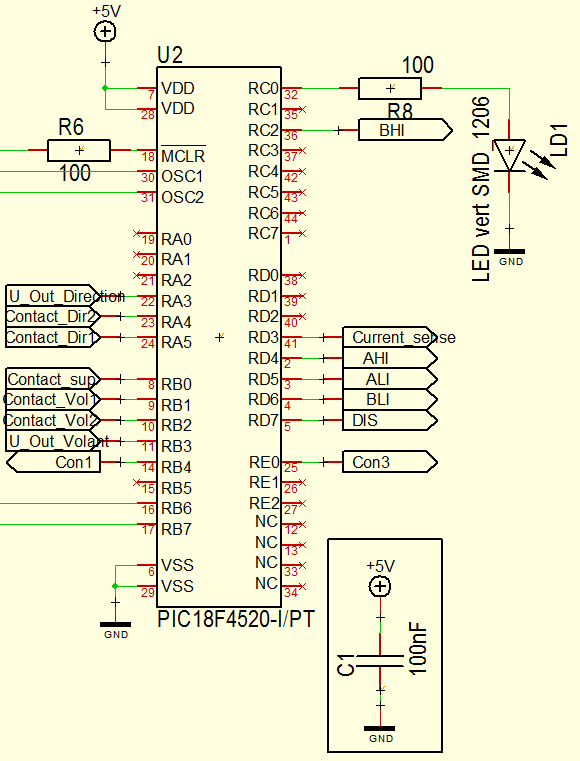 +5V
U2
VDD 7
VDD 28
R6
100
MCLR 18
OSC1 30
OSC2 31
RA0 19
RA1 20
RA2 21
U_Out_Direction 22 RA3
Contact_Dir2 23 RA4
Contact_Dir1 24 RA5
Contact_sup 8 RB0
Contact_Vol1 9 RB1
Contact_Vol2 10 RB2
U_Out_Volant 11 RB3
Con1 14 RB4
15 RB5
16 RB6
17 RB7
6 VSS
29 VSS
GND
PIC18F4520-I/PT
RC0 32
100
R8
RC1 35
RC2 36 BHI
RC3 37
RC4 42
RC5 43
RC6 44
RC7 1
LED vert SMD 1206
LD1
GND
RD0 38
RD1 39
RD2 40
RD3 41 Current_sense
RD4 2 AHI
RD5 3 ALI
RD6 4 BLI
RD7 5 DIS
RE0 25 Con3
RE1 26
RE2 27
NC 12
NC 13
NC 33
NC 34
+5V
C1
100nF
GND